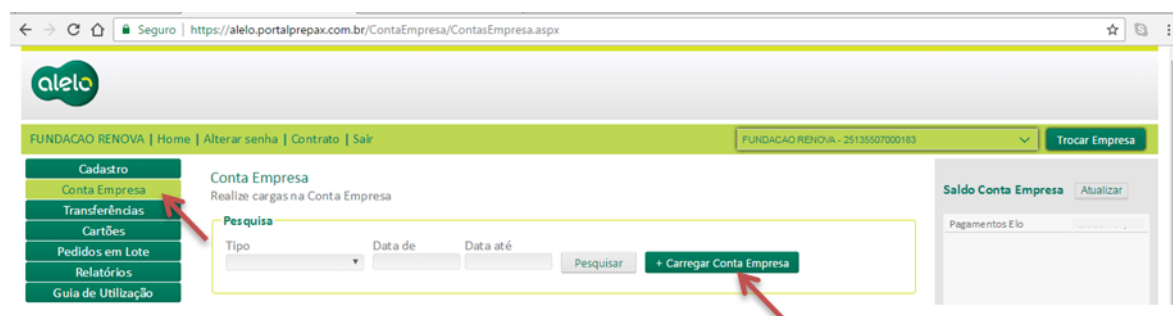 Seguro | https://alelo.portalprepax.com.br/ContaEmpresa/ContasEmpresa.aspx
alelo
FUNDACAO RENOVA | Home | Alterar senha | Contrato | Sair
FUNDACAO RENOVA - 25135507000183
Trocar Empresa
Cadastro
Conta Empresa
Transferências
Cartões
Pedidos em Lote
Relatórios
Guia de Utilização
Conta Empresa
Realize cargas na Conta Empresa
Pesquisa
Tipo Data de Data até
Pesquisar + Carregar Conta Empresa
Saldo Conta Empresa Atualizar
Pagamentos Elo